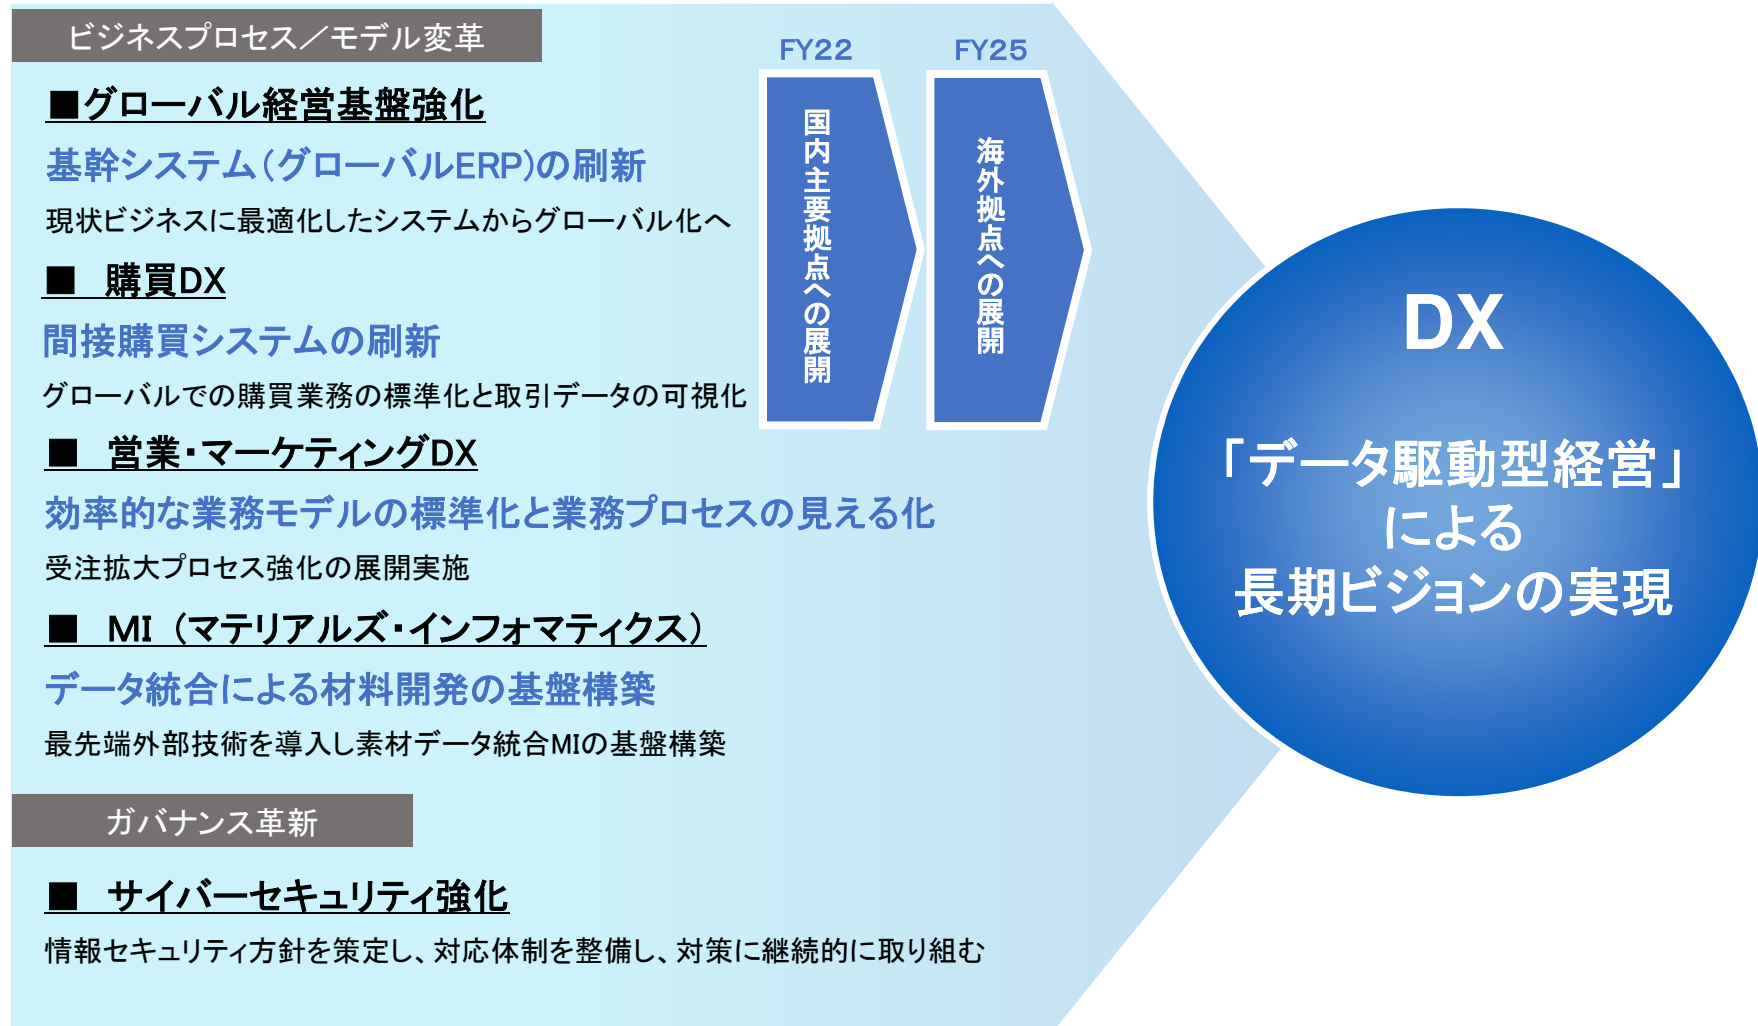 ビジネスプロセス／モデル変革
■グローバル経営基盤強化
基幹システム（グローバルERP)の刷新
現状ビジネスに最適化したシステムからグローバル化へ
■　購買DX
間接購買システムの刷新
グローバルでの購買業務の標準化と取引データの可視化
■　営業・マーケティングDX
効率的な業務モデルの標準化と業務プロセスの見える化
受注拡大プロセス強化の展開実施
■　MI（マテリアルズ・インフォマティクス）
データ統合による材料開発の基盤構築
最先端外部技術を導入し素材データ統合MIの基盤構築
ガバナンス革新
■　サイバーセキュリティ強化
情報セキュリティ方針を策定し、対応体制を整備し、対策に継続的に取り組む
FY22
国内主要拠点への展開
FY25
海外拠点への展開
DX
「データ駆動型経営」
による
長期ビジョンの実現